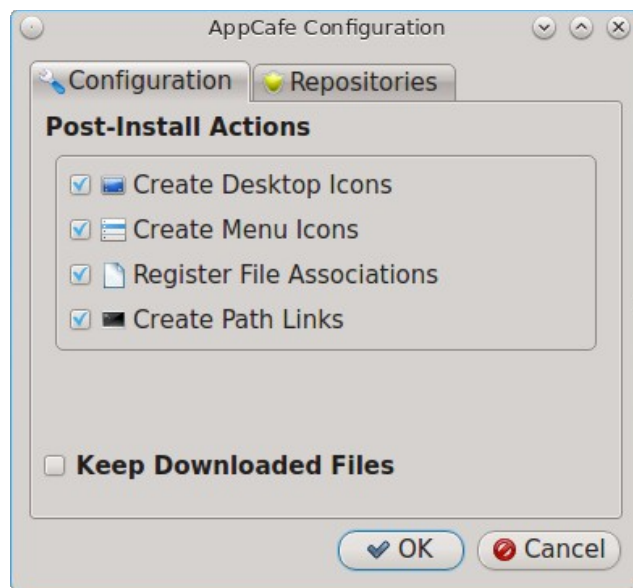 AppCafe Configuration
Configuration Repositories
Post-Install Actions
Create Desktop Icons
Create Menu Icons
Register File Associations
Create Path Links
Keep Downloaded Files
OK Cancel